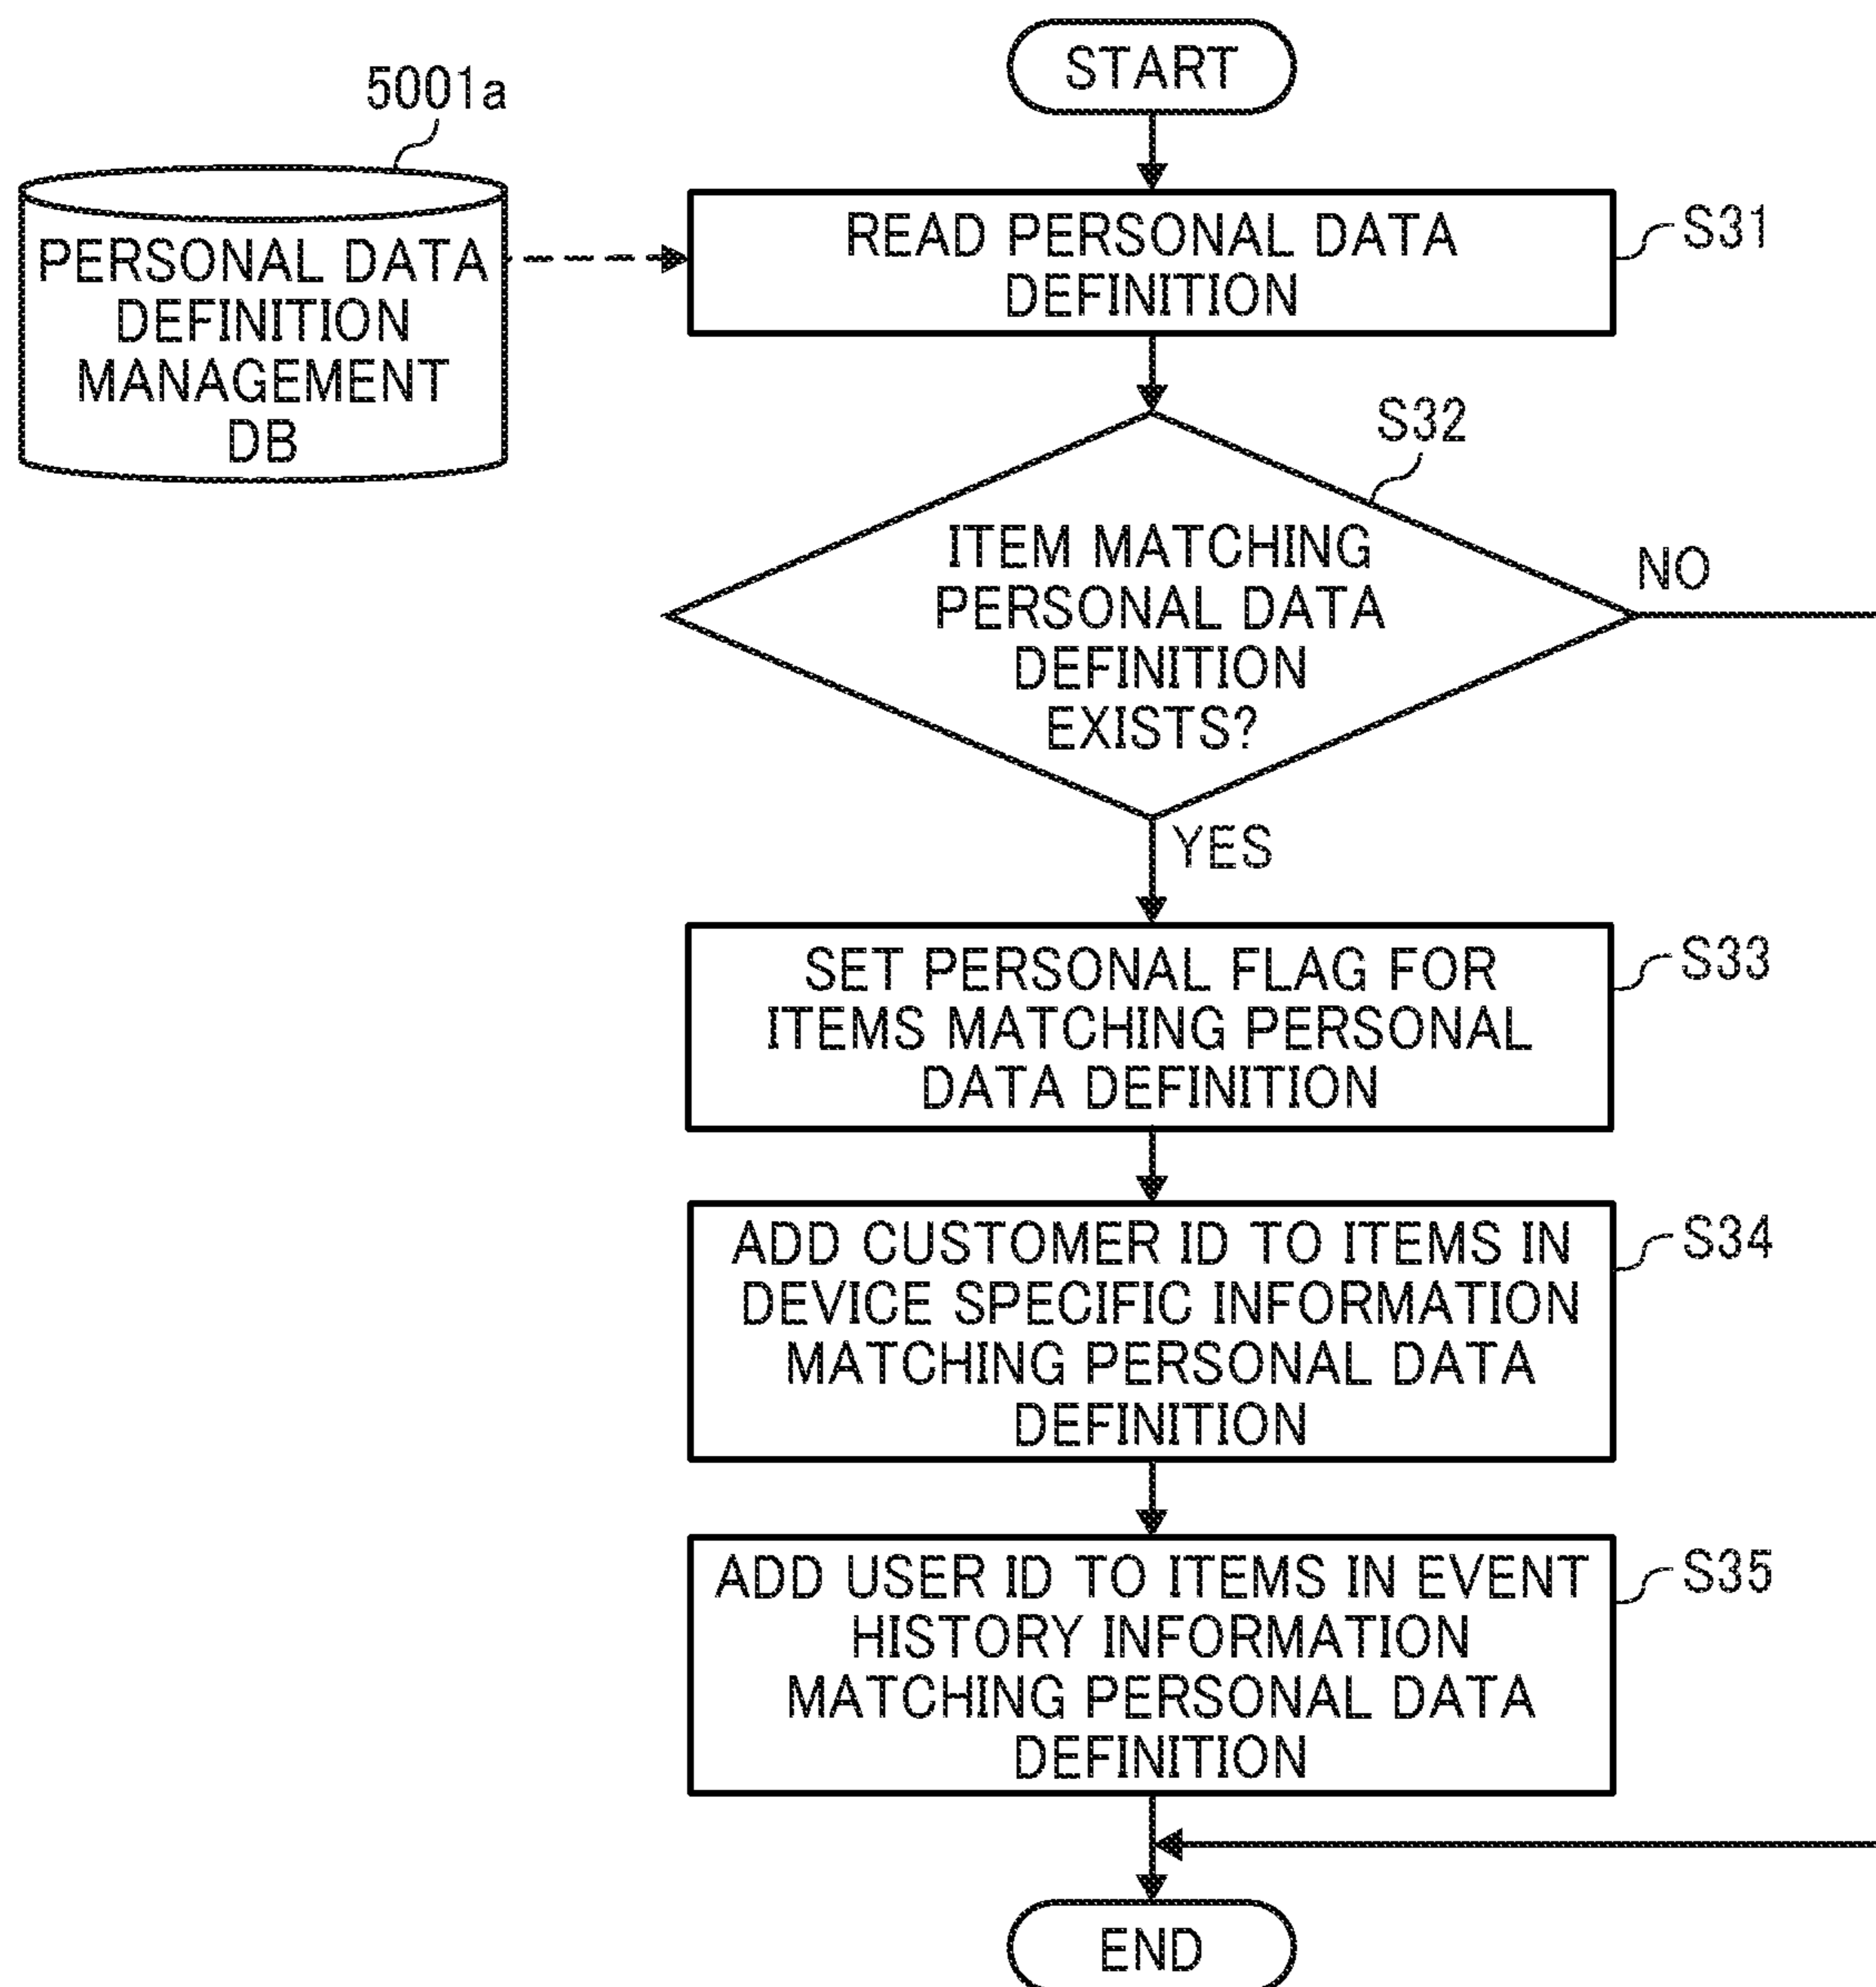 START
5001a
PERSONAL DATA
DEFINITION
MANAGEMENT
DB
READ PERSONAL DATA
DEFINITION
S31
S32
ITEM MATCHING
PERSONAL DATA
DEFINITION
EXISTS?
NO
YES
SET PERSONAL FLAG FOR
ITEMS MATCHING PERSONAL
DATA DEFINITION
S33
ADD CUSTOMER ID TO ITEMS IN
DEVICE SPECIFIC INFORMATION
MATCHING PERSONAL DATA
DEFINITION
S34
ADD USER ID TO ITEMS IN EVENT
HISTORY INFORMATION
MATCHING PERSONAL DATA
DEFINITION
S35
END